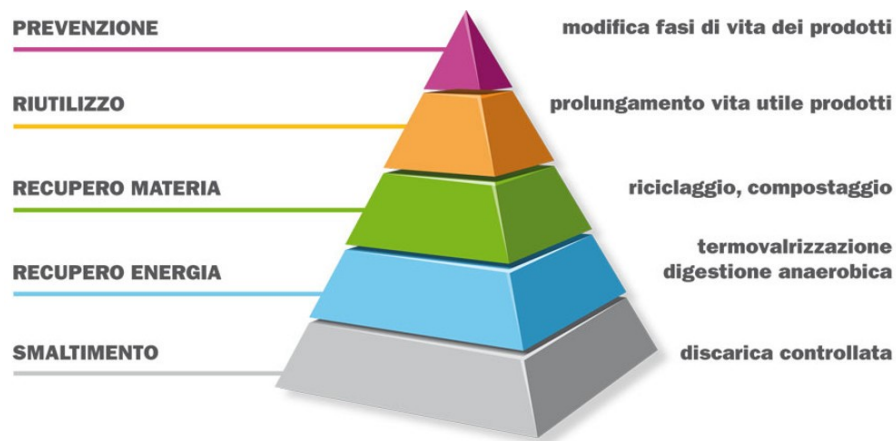 PREVENZIONE
modifica fasi di vita dei prodotti
RIUTILIZZO
prolungamento vita utile prodotti
RECUPERO MATERIA
riciclaggio, compostaggio
RECUPERO ENERGIA
termovalrizzazione
digestione anaerobica
SMALTIMENTO
discarica controllata